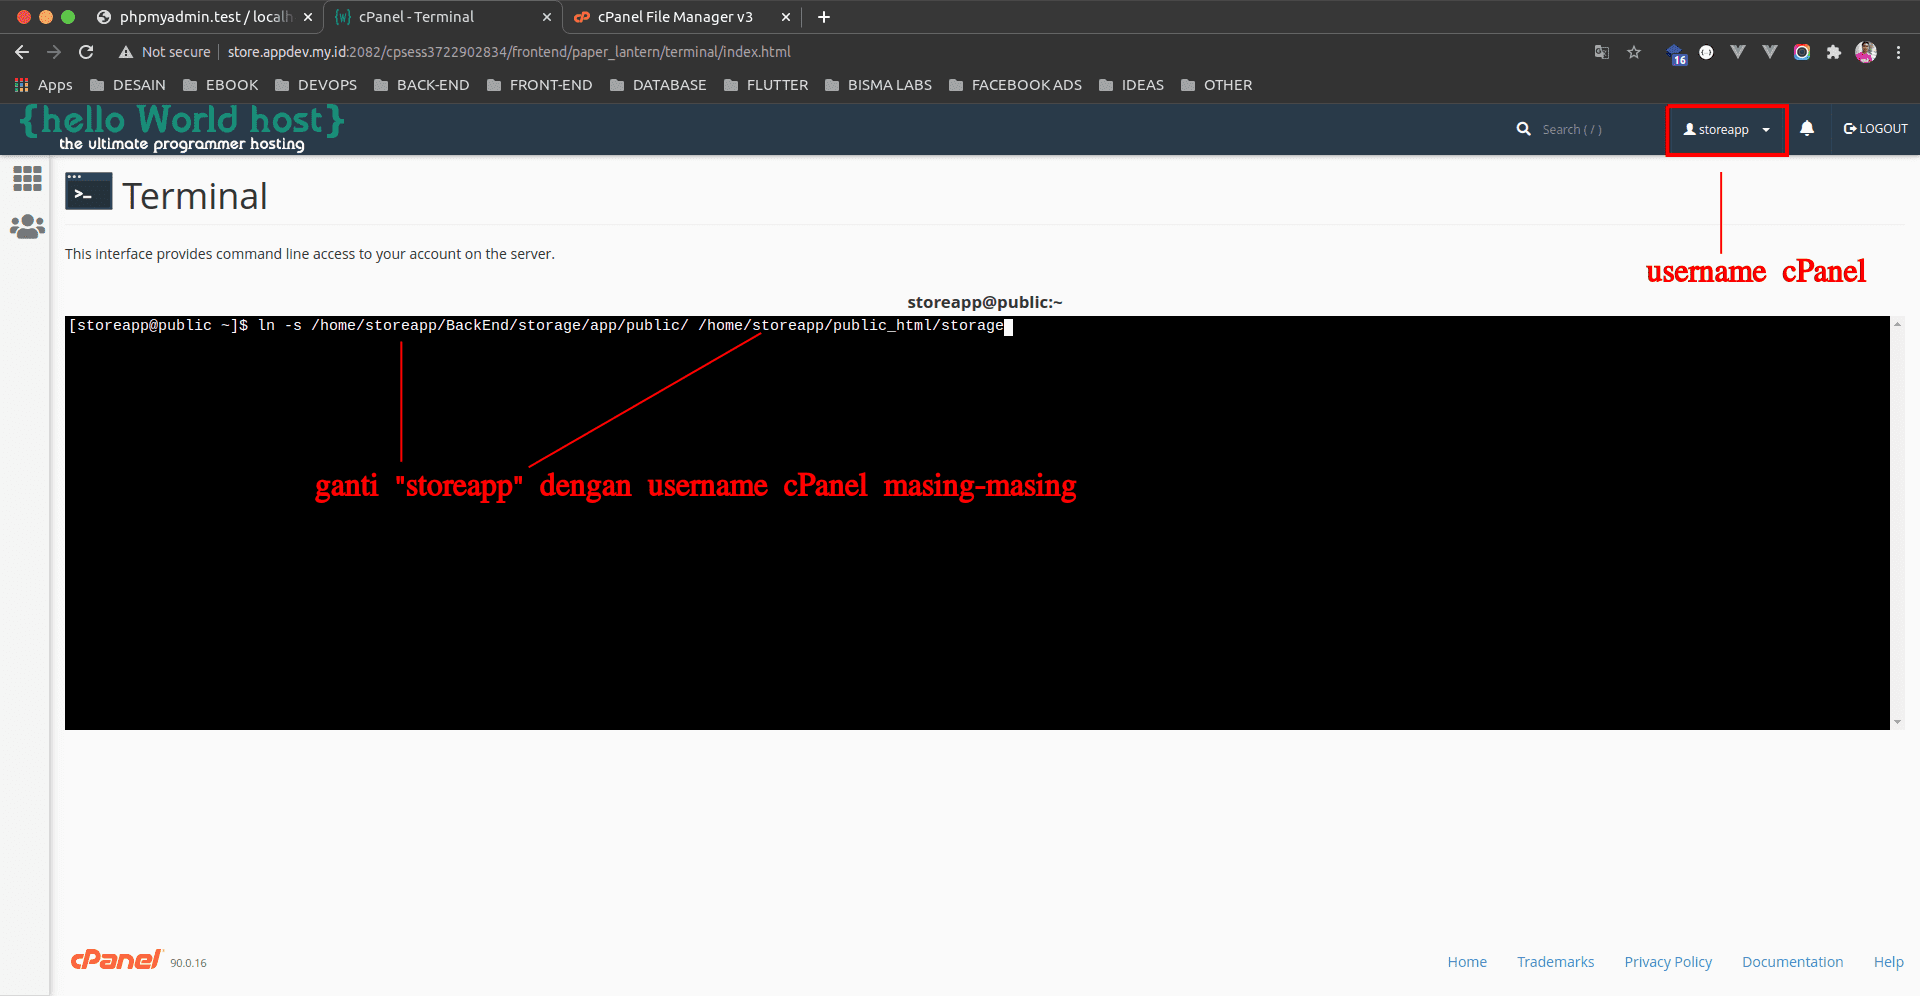 phpmyadmin.test / localh
cPanel - Terminal
cPanel File Manager v3
Not secure
store.appdev.my.id:2082/cpsess3722902834/frontend/paper_lantern/terminal/index.html
16
Apps
DESAIN
EBOOK
DEVOPS
BACK-END
FRONT-END
DATABASE
FLUTTER
BISMA LABS
FACEBOOK ADS
IDEAS
OTHER
{hello World host}
the ultimate programmer hosting
Search ( / )
storeapp
LOGOUT
>_ Terminal
This interface provides command line access to your account on the server.
username cPanel
storeapp@public:~
[storeapp@public ~]$ ln -s /home/storeapp/BackEnd/storage/app/public/ /home/storeapp/public_html/storage
ganti "storeapp" dengan username cPanel masing-masing
cPanel 90.0.16
Home
Trademarks
Privacy Policy
Documentation
Help